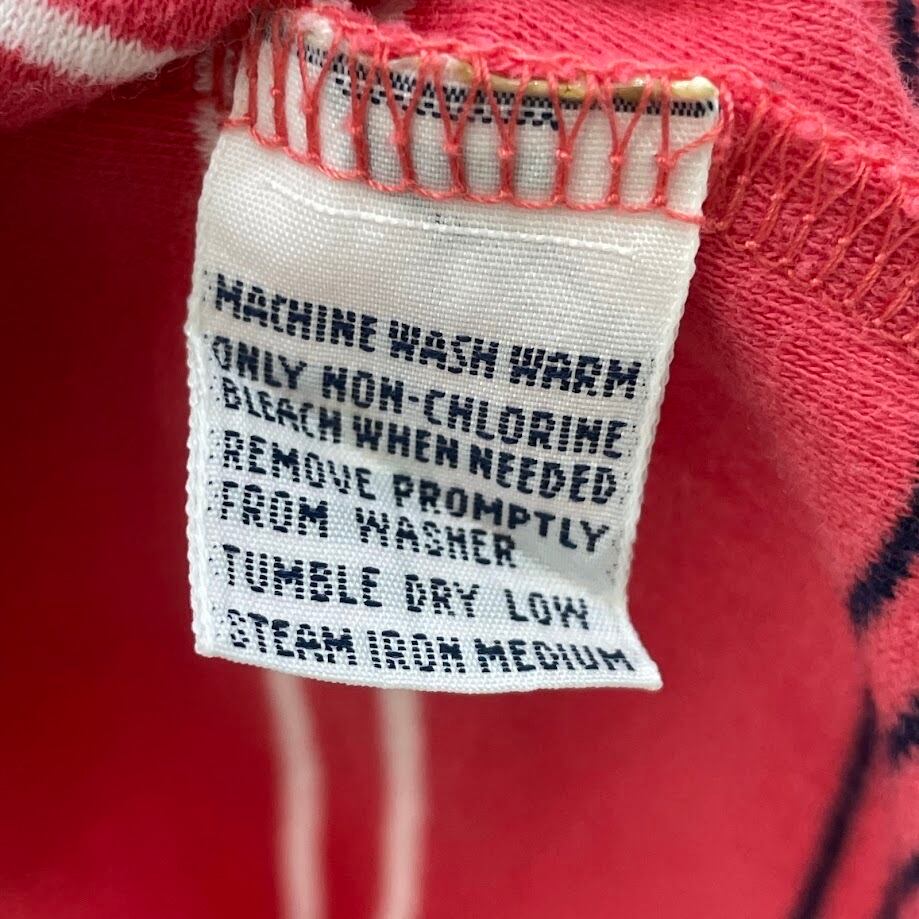 MACHINE WASH WARM
ONLY NON-CHLORINE
BLEACH WHEN NEEDED
REMOVE PROMPTLY
FROM WASHER
TUMBLE DRY LOW
STEAM IRON MEDIUM